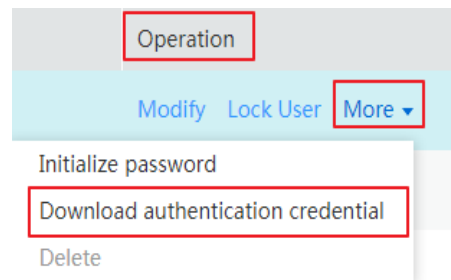 Operation
Modify Lock User More
Initialize password
Download authentication credential
Delete